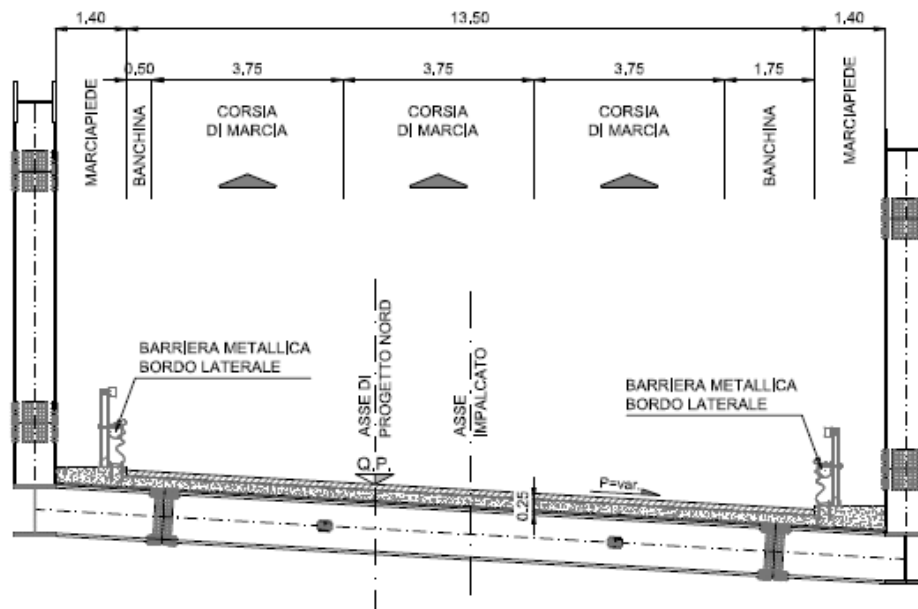 1,40
13,50
1,40
0,50
3,75
3,75
3,75
1,75
MARCIAPIEDE
BANCHINA
CORSIA
DI MARCIA
CORSIA
DI MARCIA
CORSIA
DI MARCIA
BANCHINA
MARCIAPIEDE
BARRIERA METALLICA
BORDO LATERALE
ASSE DI
PROGETTO NORD
ASSE
IMPALCATO
BARRIERA METALLICA
BORDO LATERALE
Q.P.
P=var.
0,25